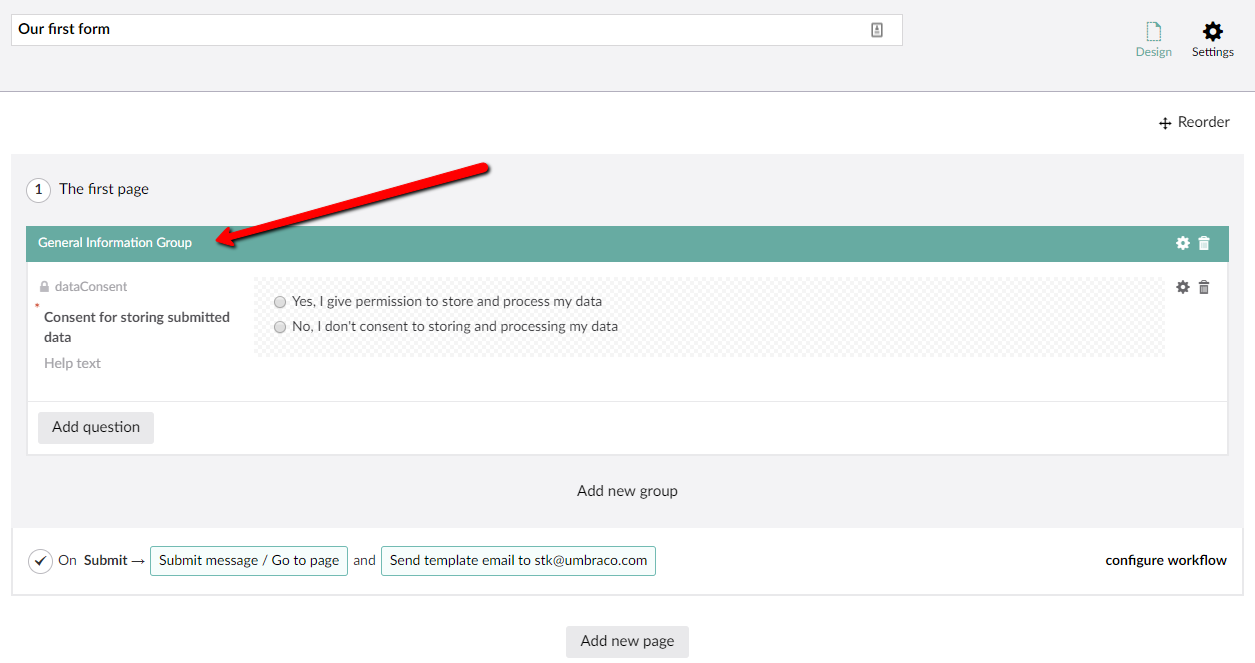 Our first form
Design
Settings
Reorder
1 The first page
General Information Group
dataConsent
* Consent for storing submitted
data
Help text
Yes, I give permission to store and process my data
No, I don't consent to storing and processing my data
Add question
Add new group
On Submit → Submit message / Go to page and Send template email to stk@umbraco.com configure workflow
Add new page